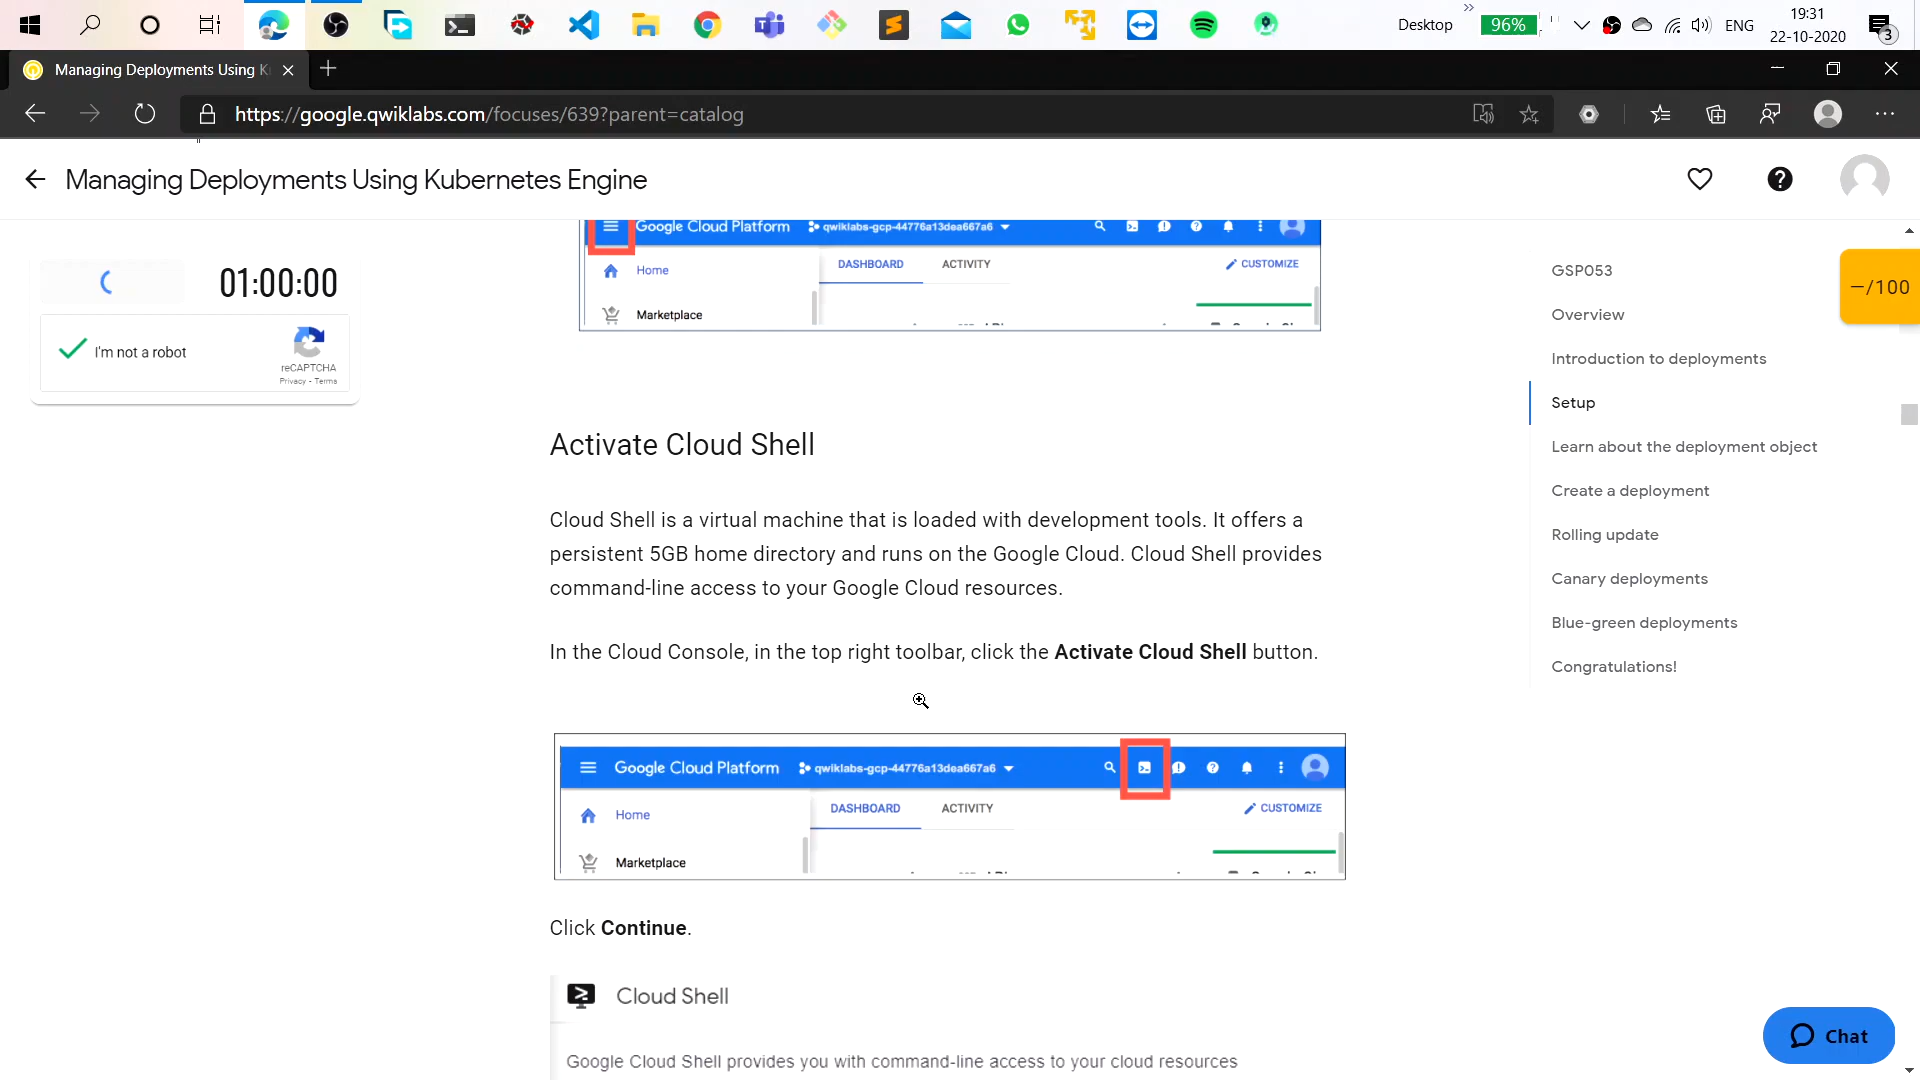 Desktop
96%
ENG
19:31
22-10-2020
3
Managing Deployments Using K
https://google.qwiklabs.com/focuses/639?parent=catalog
Managing Deployments Using Kubernetes Engine
Google Cloud Platform
qwiklabs-gcp-44776a13dea667a6
Home
DASHBOARD
ACTIVITY
CUSTOMIZE
Marketplace
01:00:00
I'm not a robot
reCAPTCHA
Privacy - Terms
Activate Cloud Shell
Cloud Shell is a virtual machine that is loaded with development tools. It offers a
persistent 5GB home directory and runs on the Google Cloud. Cloud Shell provides
command-line access to your Google Cloud resources.
In the Cloud Console, in the top right toolbar, click the Activate Cloud Shell button.
Google Cloud Platform
qwiklabs-gcp-44776a13dea667a6
Home
DASHBOARD
ACTIVITY
CUSTOMIZE
Marketplace
Click Continue.
Cloud Shell
Google Cloud Shell provides you with command-line access to your cloud resources
GSP053
Overview
Introduction to deployments
Setup
Learn about the deployment object
Create a deployment
Rolling update
Canary deployments
Blue-green deployments
Congratulations!
—/100
Chat